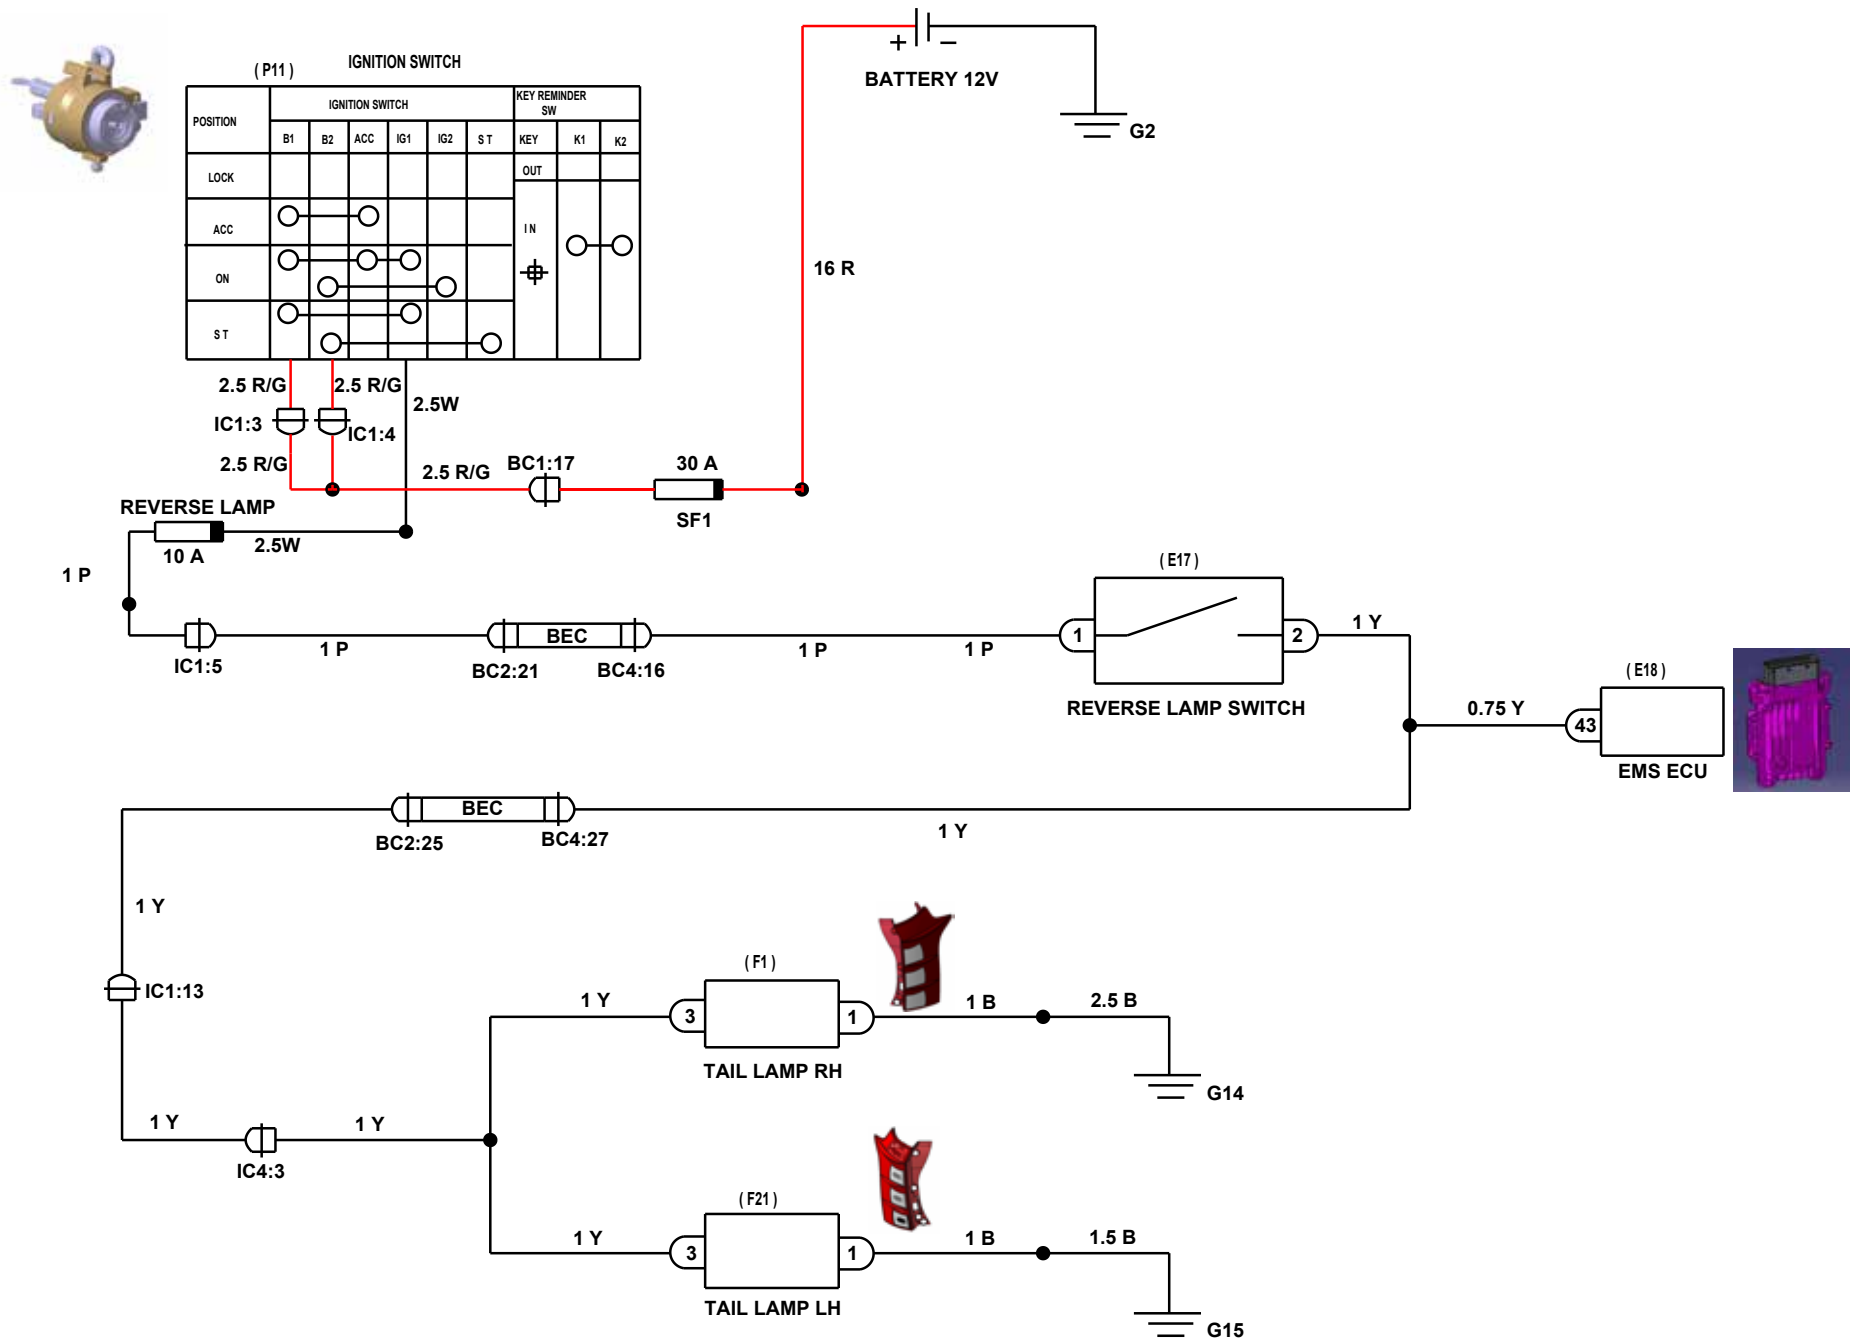 ( P11 )
IGNITION SWITCH
POSITION
IGNITION SWITCH
KEY REMINDER
SW
B1 B2 ACC IG1 IG2 S T KEY K1 K2
LOCK
OUT
ACC
I N
ON
S T
+ −
BATTERY 12V
G2
16 R
2.5 R/G
2.5 R/G
2.5W
IC1:3
IC1:4
2.5 R/G
2.5 R/G
BC1:17
30 A
SF1
REVERSE LAMP
10 A
2.5W
1 P
IC1:5
1 P
BEC
BC2:21
BC4:16
1 P
1 P
( E17 )
1
2
REVERSE LAMP SWITCH
1 Y
0.75 Y
( E18 )
43
EMS ECU
BEC
BC2:25
BC4:27
1 Y
1 Y
IC1:13
1 Y
IC4:3
1 Y
1 Y
( F1 )
3
1
TAIL LAMP RH
1 B
2.5 B
G14
1 Y
( F21 )
3
1
TAIL LAMP LH
1 B
1.5 B
G15